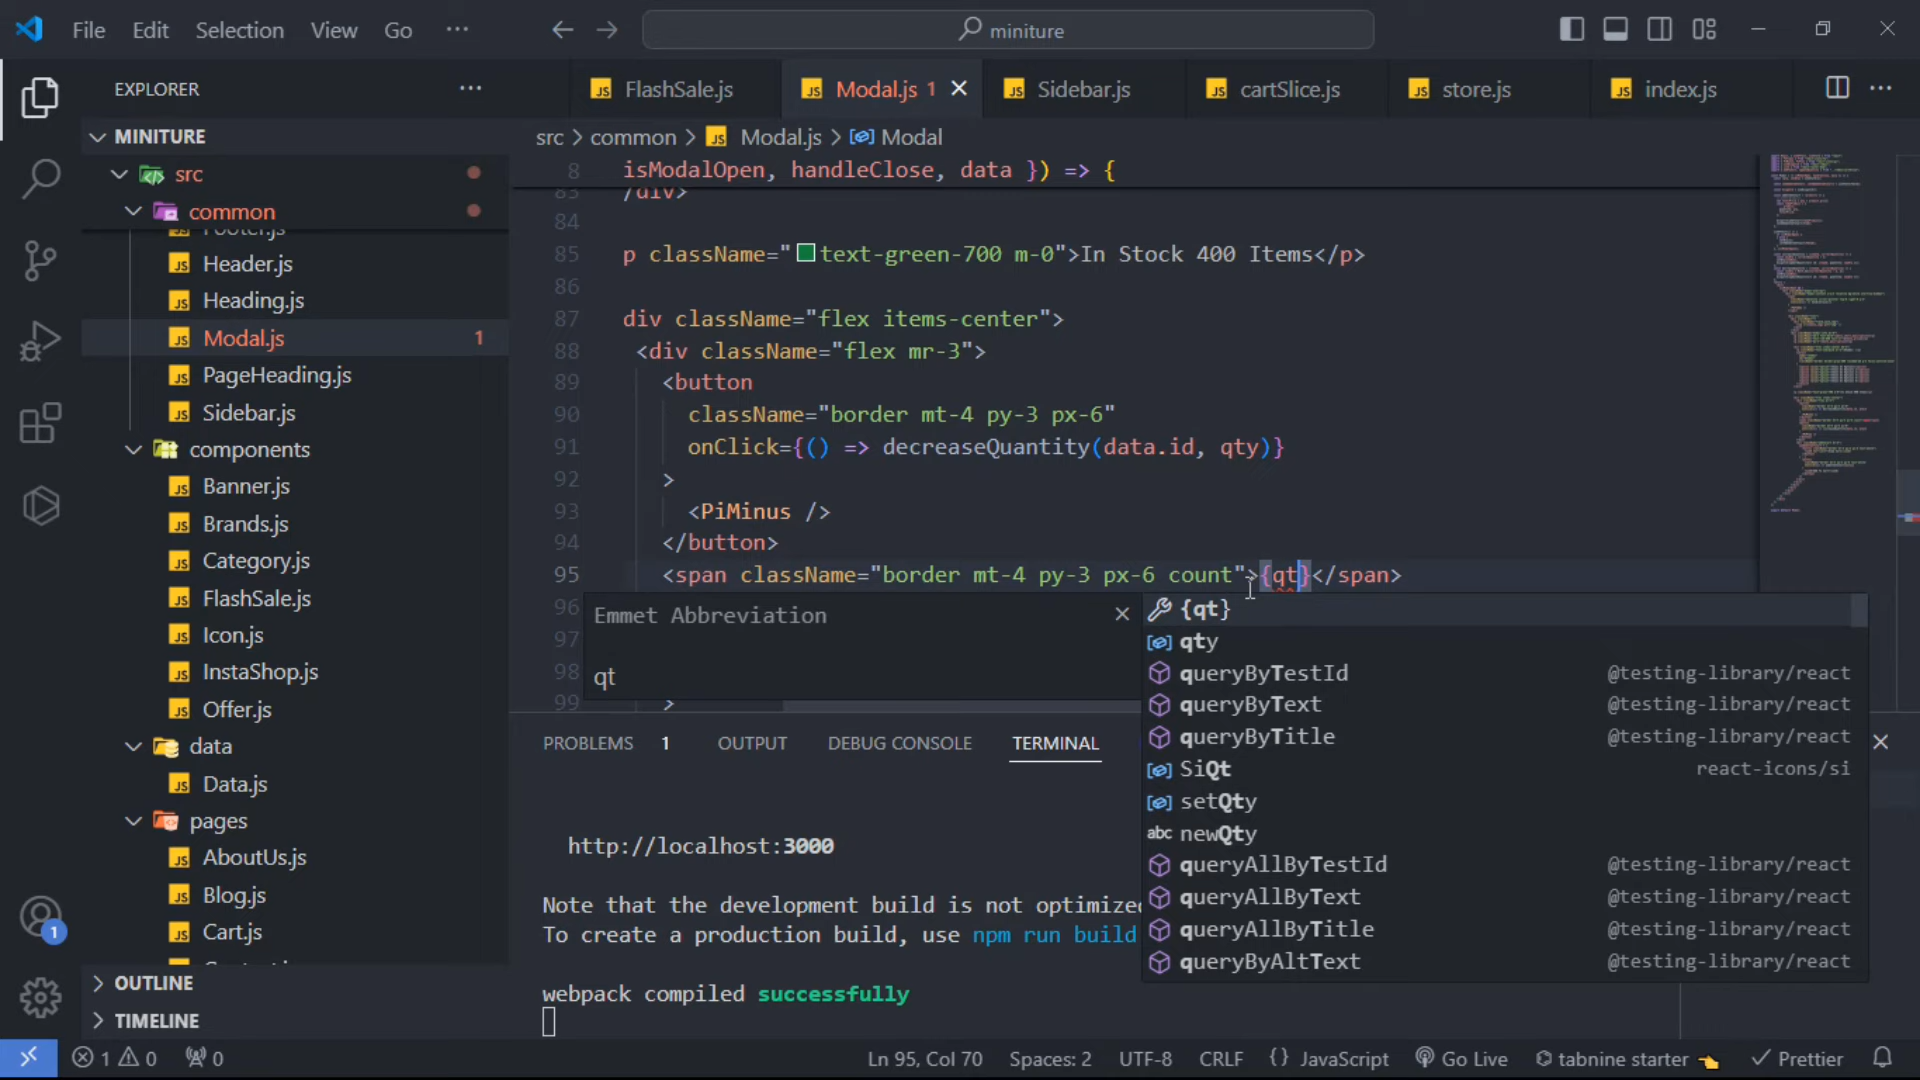 File Edit Selection View Go ··· miniture
EXPLORER ···
FlashSale.js
Modal.js 1
Sidebar.js
cartSlice.js
store.js
index.js
MINITURE
src
common
Footer.js
Header.js
Heading.js
Modal.js 1
PageHeading.js
Sidebar.js
components
Banner.js
Brands.js
Category.js
FlashSale.js
Icon.js
InstaShop.js
Offer.js
data
Data.js
pages
AboutUs.js
Blog.js
Cart.js
OUTLINE
TIMELINE
src > common > JS Modal.js > Modal
8 isModalOpen, handleClose, data }) => {
83 /div>
84
85 p className="text-green-700 m-0">In Stock 400 Items</p>
86
87 div className="flex items-center">
88 <div className="flex mr-3">
89 <button
90 className="border mt-4 py-3 px-6"
91 onClick={() => decreaseQuantity(data.id, qty)}
92 >
93 <PiMinus />
94 </button>
95 <span className="border mt-4 py-3 px-6 count">{qt}</span>
96
97
98
99 >
Emmet Abbreviation
qt
{qt}
qty
queryByTestId @testing-library/react
queryByText @testing-library/react
queryByTitle @testing-library/react
SiQt react-icons/si
setQty
abc newQty
queryAllByTestId @testing-library/react
queryAllByText @testing-library/react
queryAllByTitle @testing-library/react
queryByAltText @testing-library/react
PROBLEMS 1 OUTPUT DEBUG CONSOLE TERMINAL
http://localhost:3000
Note that the development build is not optimized
To create a production build, use npm run build
webpack compiled successfully
1
1 0 0 Ln 95, Col 70 Spaces: 2 UTF-8 CRLF {} JavaScript Go Live tabnine starter Prettier